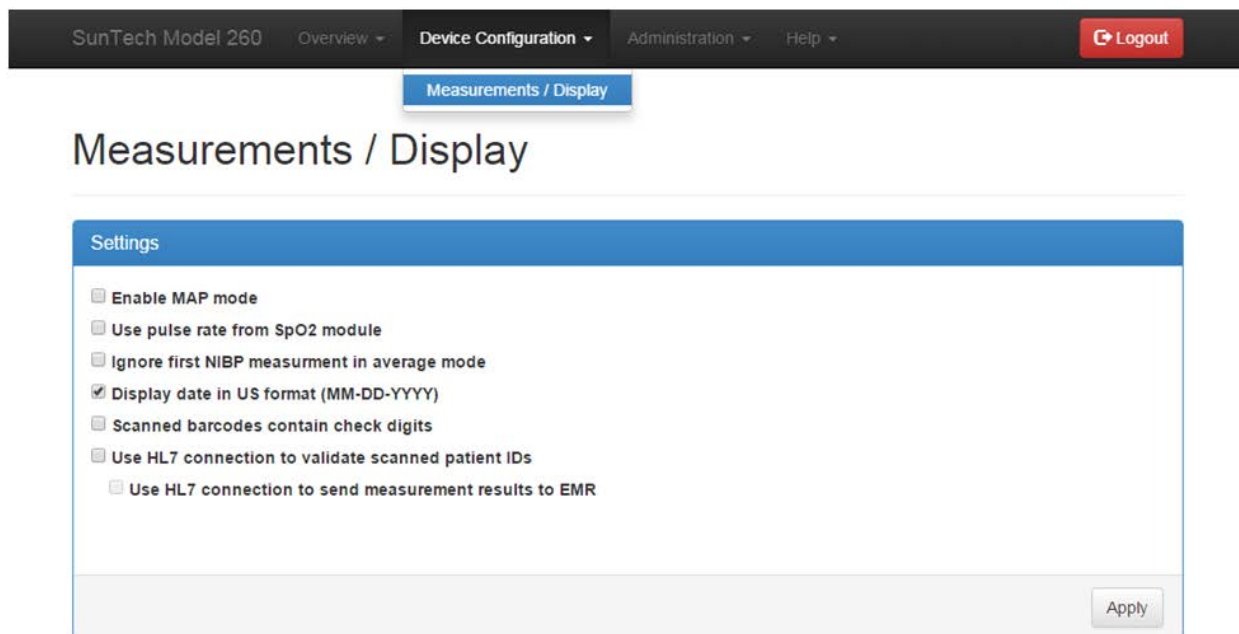 SunTech Model 260 Overview Device Configuration Administration Help Logout
Measurements / Display
Measurements / Display
Settings
Enable MAP mode
Use pulse rate from SpO2 module
Ignore first NIBP measurment in average mode
Display date in US format (MM-DD-YYYY)
Scanned barcodes contain check digits
Use HL7 connection to validate scanned patient IDs
Use HL7 connection to send measurement results to EMR
Apply